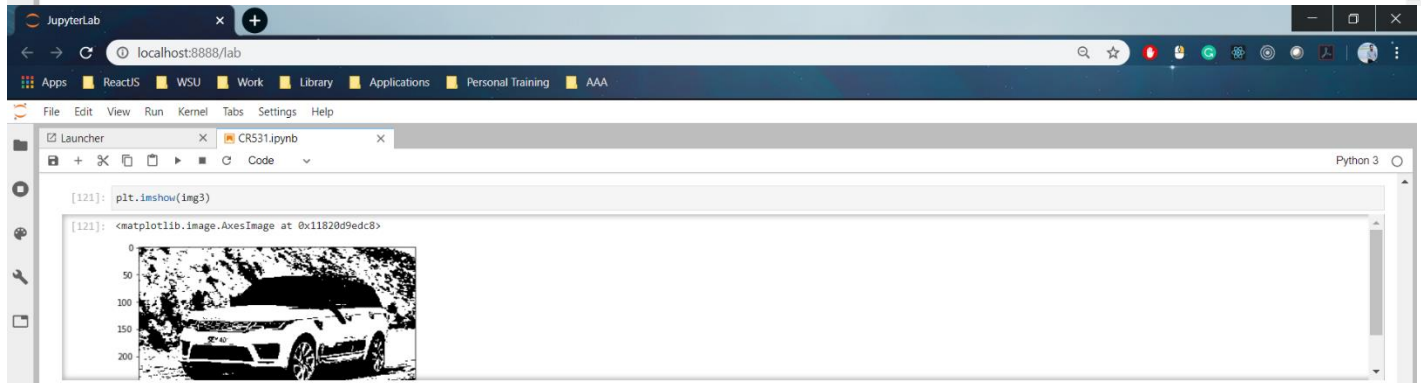 JupyterLab
localhost:8888/lab
Apps ReactJS WSU Work Library Applications Personal Training AAA
File Edit View Run Kernel Tabs Settings Help
Launcher CR531.ipynb
Code Python 3
[121]: plt.imshow(img3)
[121]: <matplotlib.image.AxesImage at 0x11820d9edc8>
0
50
100
150
200